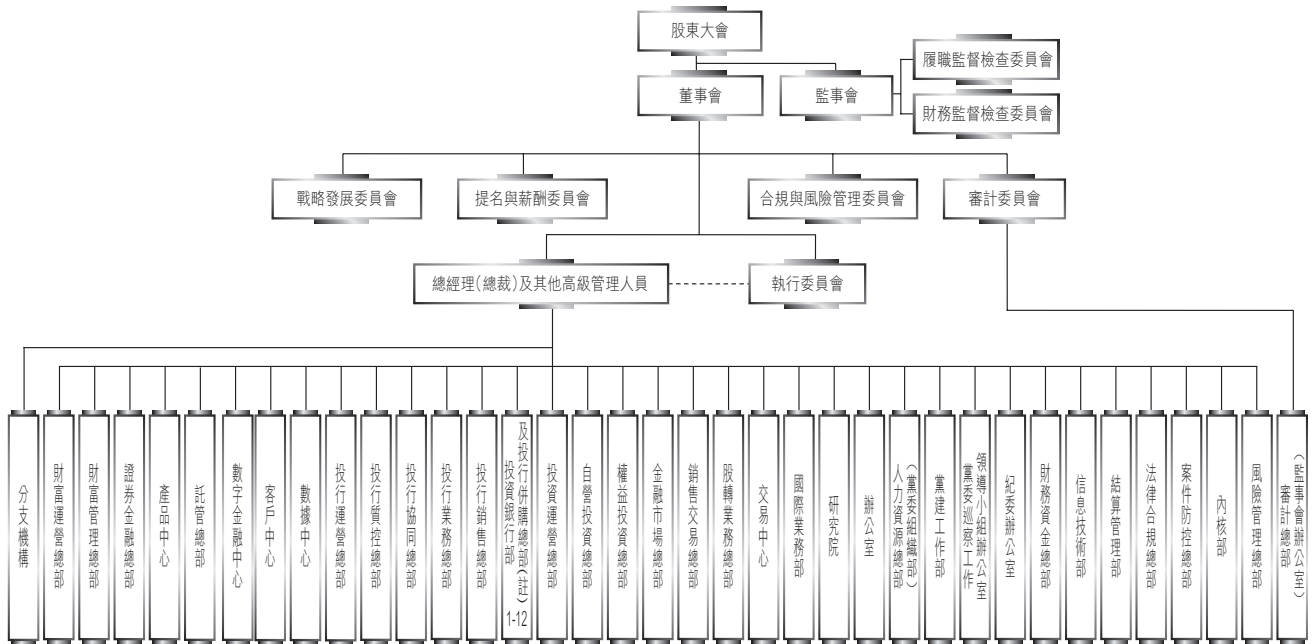 股東大會
董事會
監事會
履職監督檢查委員會
財務監督檢查委員會
戰略發展委員會
提名與薪酬委員會
合規與風險管理委員會
審計委員會
總經理(總裁)及其他高級管理人員
執行委員會
分支機構
財富運營總部
財富管理總部
證券金融總部
產品中心
託管總部
數字金融中心
客戶中心
數據中心
投行運營總部
投行質控總部
投行協同總部
投行業務總部
投行銷售總部
投資銀行部
1-12
及投行併購總部(註)
投資運營總部
自營投資總部
權益投資總部
金融市場總部
銷售交易總部
股轉業務總部
交易中心
國際業務部
研究院
辦公室
人力資源總部
(黨委組織部)
黨建工作部
黨委巡察工作
領導小組辦公室
紀委辦公室
財務資金總部
信息技術部
結算管理部
法律合規總部
案件防控總部
內核部
風險管理總部
審計總部
(監事會辦公室)